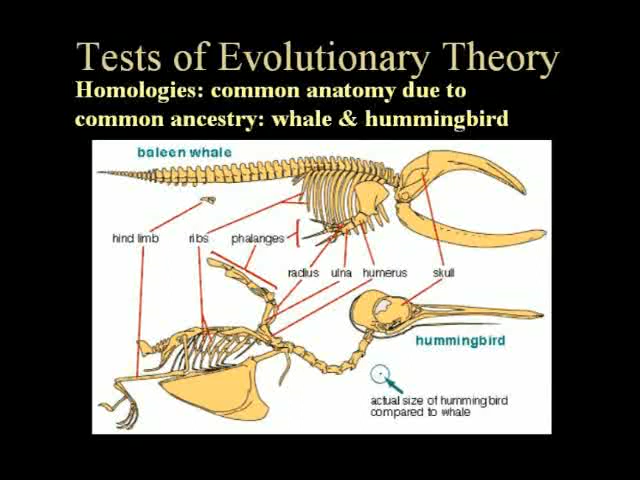 Tests of Evolutionary Theory
Homologies: common anatomy due to
common ancestry: whale & hummingbird
baleen whale
hind limb ribs phalanges
radius ulna humerus skull
hummingbird
actual size of hummingbird
compared to whale